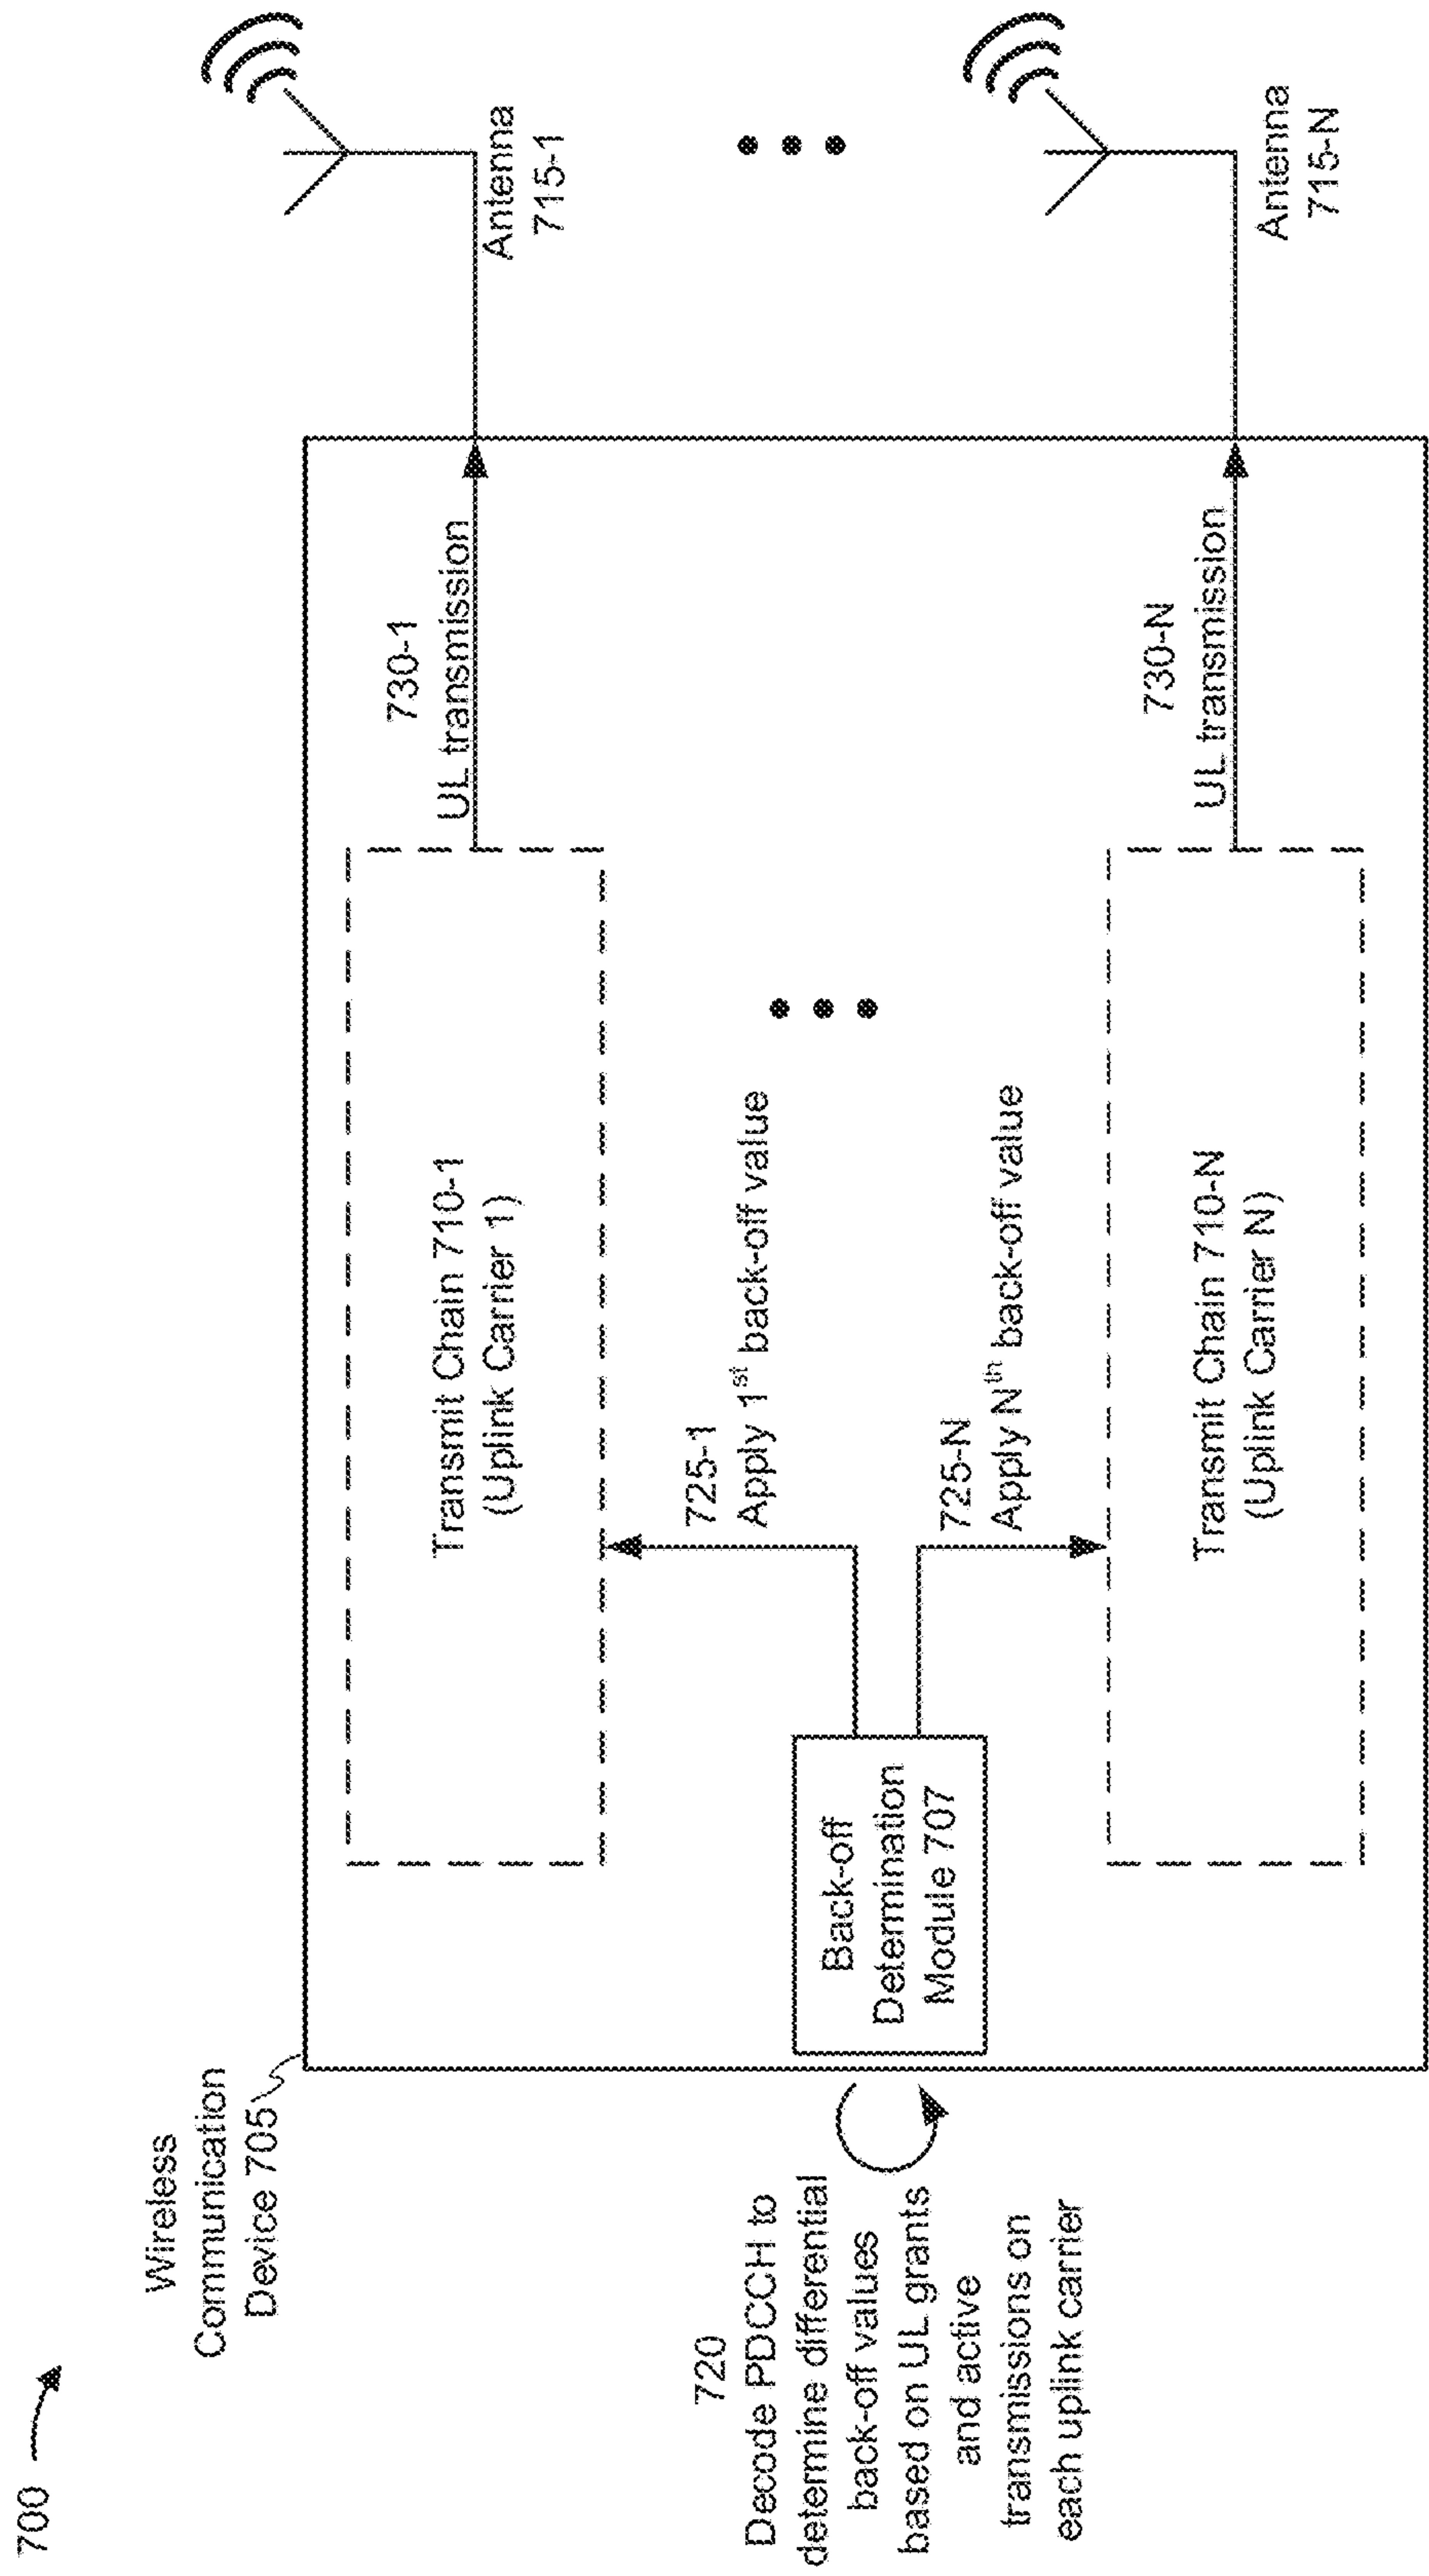 700
Wireless
Communication
Device 705
720
Decode PDCCH to
determine differential
back-off values
based on UL grants
and active
transmissions on
each uplink carrier
Back-off
Determination
Module 707
Transmit Chain 710-1
(Uplink Carrier 1)
725-1
Apply 1st back-off value
725-N
Apply Nth back-off value
Transmit Chain 710-N
(Uplink Carrier N)
730-1
UL transmission
730-N
UL transmission
Antenna
715-1
Antenna
715-N